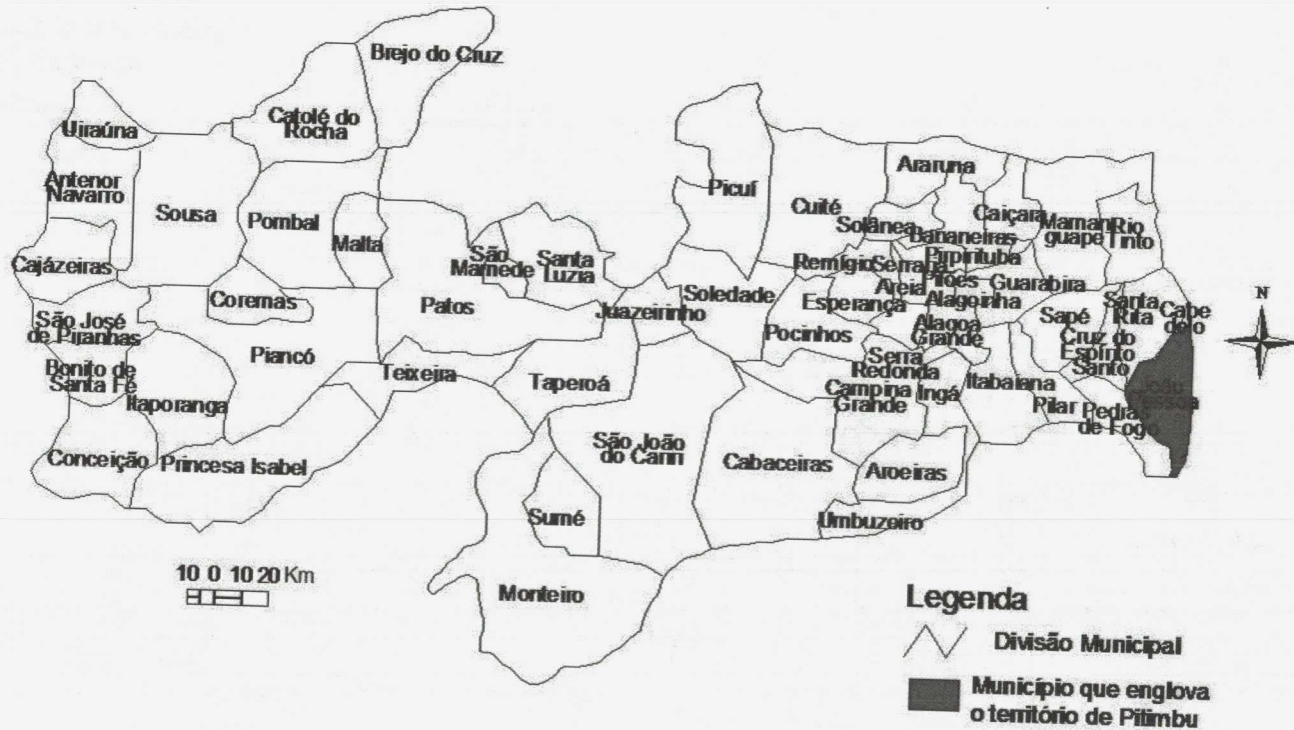 Brejo do Cruz
Catolé do
Rocha
Uiraúna
Antenor
Navarro
Sousa
Pombal
Malta
Cajázeiras
São
Mamede
Santa
Luzia
Coremas
Patos
São José
de Piranhas
Piancó
Bonito de
Santa Fé
Itaporanga
Teixeira
Conceição
Princesa Isabel
Juazeirinho
Taperoá
São João
do Cariri
Sumé
Monteiro
Picuí
Cuité
Soledade
Araruna
Solânea
Bananeiras
Caiçara
Maman
guape
Rio
Tinto
Remígio
Serraria
Pirpirituba
Pilões
Areia
Esperança
Alagoinha
Guarabira
Pocinhos
Alagoa
Grande
Sapé
Santa
Rita
Cabe
delo
Cruz do
Espírito
Santo
João
Pessoa
Serra
Redonda
Campina
Grande
Ingá
Itabaiana
Pilar
Pedras
de Fogo
Cabaceiras
Aroeiras
Umbuzeiro
N
10 0 10 20 Km
Legenda
Divisão Municipal
Município que englova
o território de Pitimbu